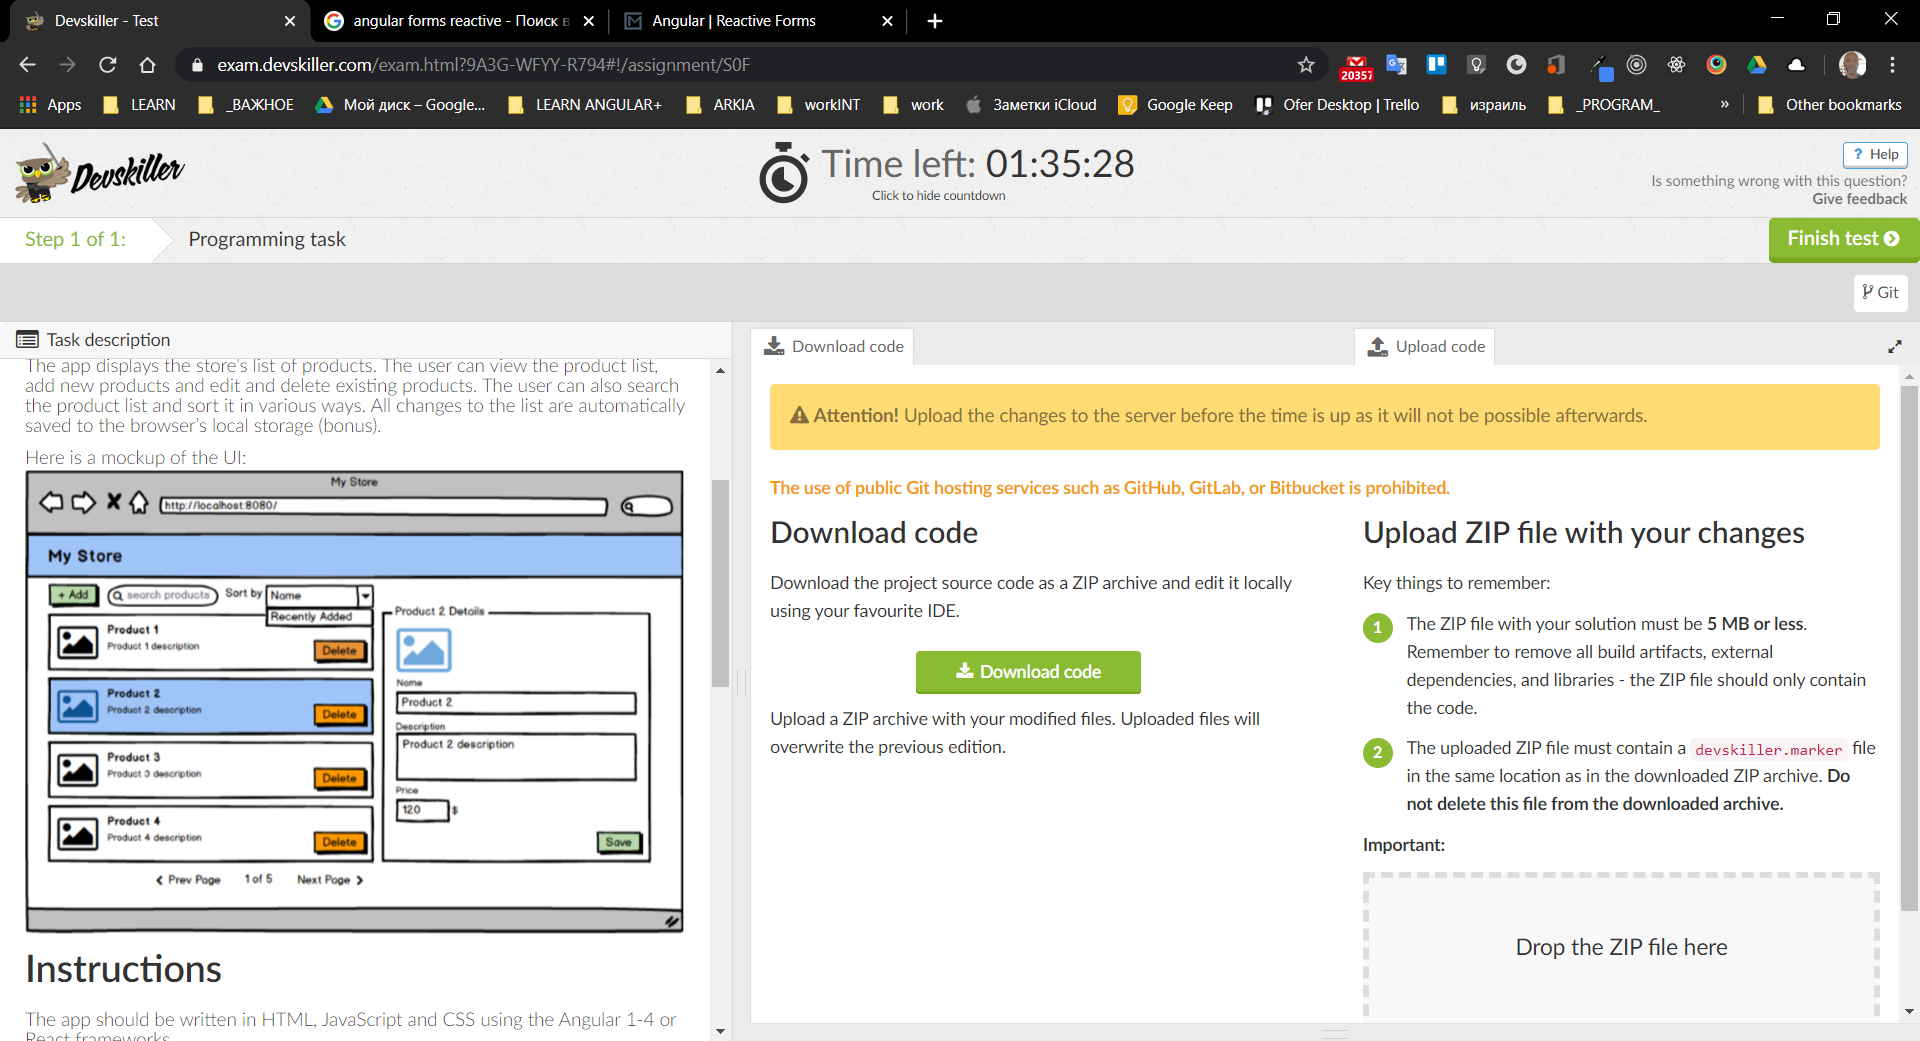 Devskiller - Test
angular forms reactive - Поиск в
Angular | Reactive Forms
exam.devskiller.com/exam.html?9A3G-WFYY-R794#!/assignment/S0F
20357
Apps
LEARN
_ВАЖНОЕ
Мой диск – Google...
LEARN ANGULAR+
ARKIA
workINT
work
Заметки iCloud
Google Keep
Ofer Desktop | Trello
израиль
_PROGRAM_
»
Other bookmarks
Devskiller
Time left: 01:35:28
Click to hide countdown
? Help
Is something wrong with this question?
Give feedback
Step 1 of 1:
Programming task
Finish test
Git
Task description
The app displays the store's list of products. The user can view the product list,
add new products and edit and delete existing products. The user can also search
the product list and sort it in various ways. All changes to the list are automatically
saved to the browser's local storage (bonus).
Here is a mockup of the UI:
My Store
http://localhost:8080/
My Store
+ Add
search products
Sort by
Name
Recently Added
Product 1
Product 1 description
Delete
Product 2
Product 2 description
Delete
Product 3
Product 3 description
Delete
Product 4
Product 4 description
Delete
Prev Page
1 of 5
Next Page
Product 2 Details
Name
Product 2
Description
Product 2 description
Price
120
$
Save
Instructions
The app should be written in HTML, JavaScript and CSS using the Angular 1-4 or
React frameworks
Download code
Upload code
Attention! Upload the changes to the server before the time is up as it will not be possible afterwards.
The use of public Git hosting services such as GitHub, GitLab, or Bitbucket is prohibited.
Download code
Download the project source code as a ZIP archive and edit it locally
using your favourite IDE.
Download code
Upload a ZIP archive with your modified files. Uploaded files will
overwrite the previous edition.
Upload ZIP file with your changes
Key things to remember:
1
The ZIP file with your solution must be 5 MB or less.
Remember to remove all build artifacts, external
dependencies, and libraries - the ZIP file should only contain
the code.
2
The uploaded ZIP file must contain a devskiller.marker file
in the same location as in the downloaded ZIP archive. Do
not delete this file from the downloaded archive.
Important:
Drop the ZIP file here